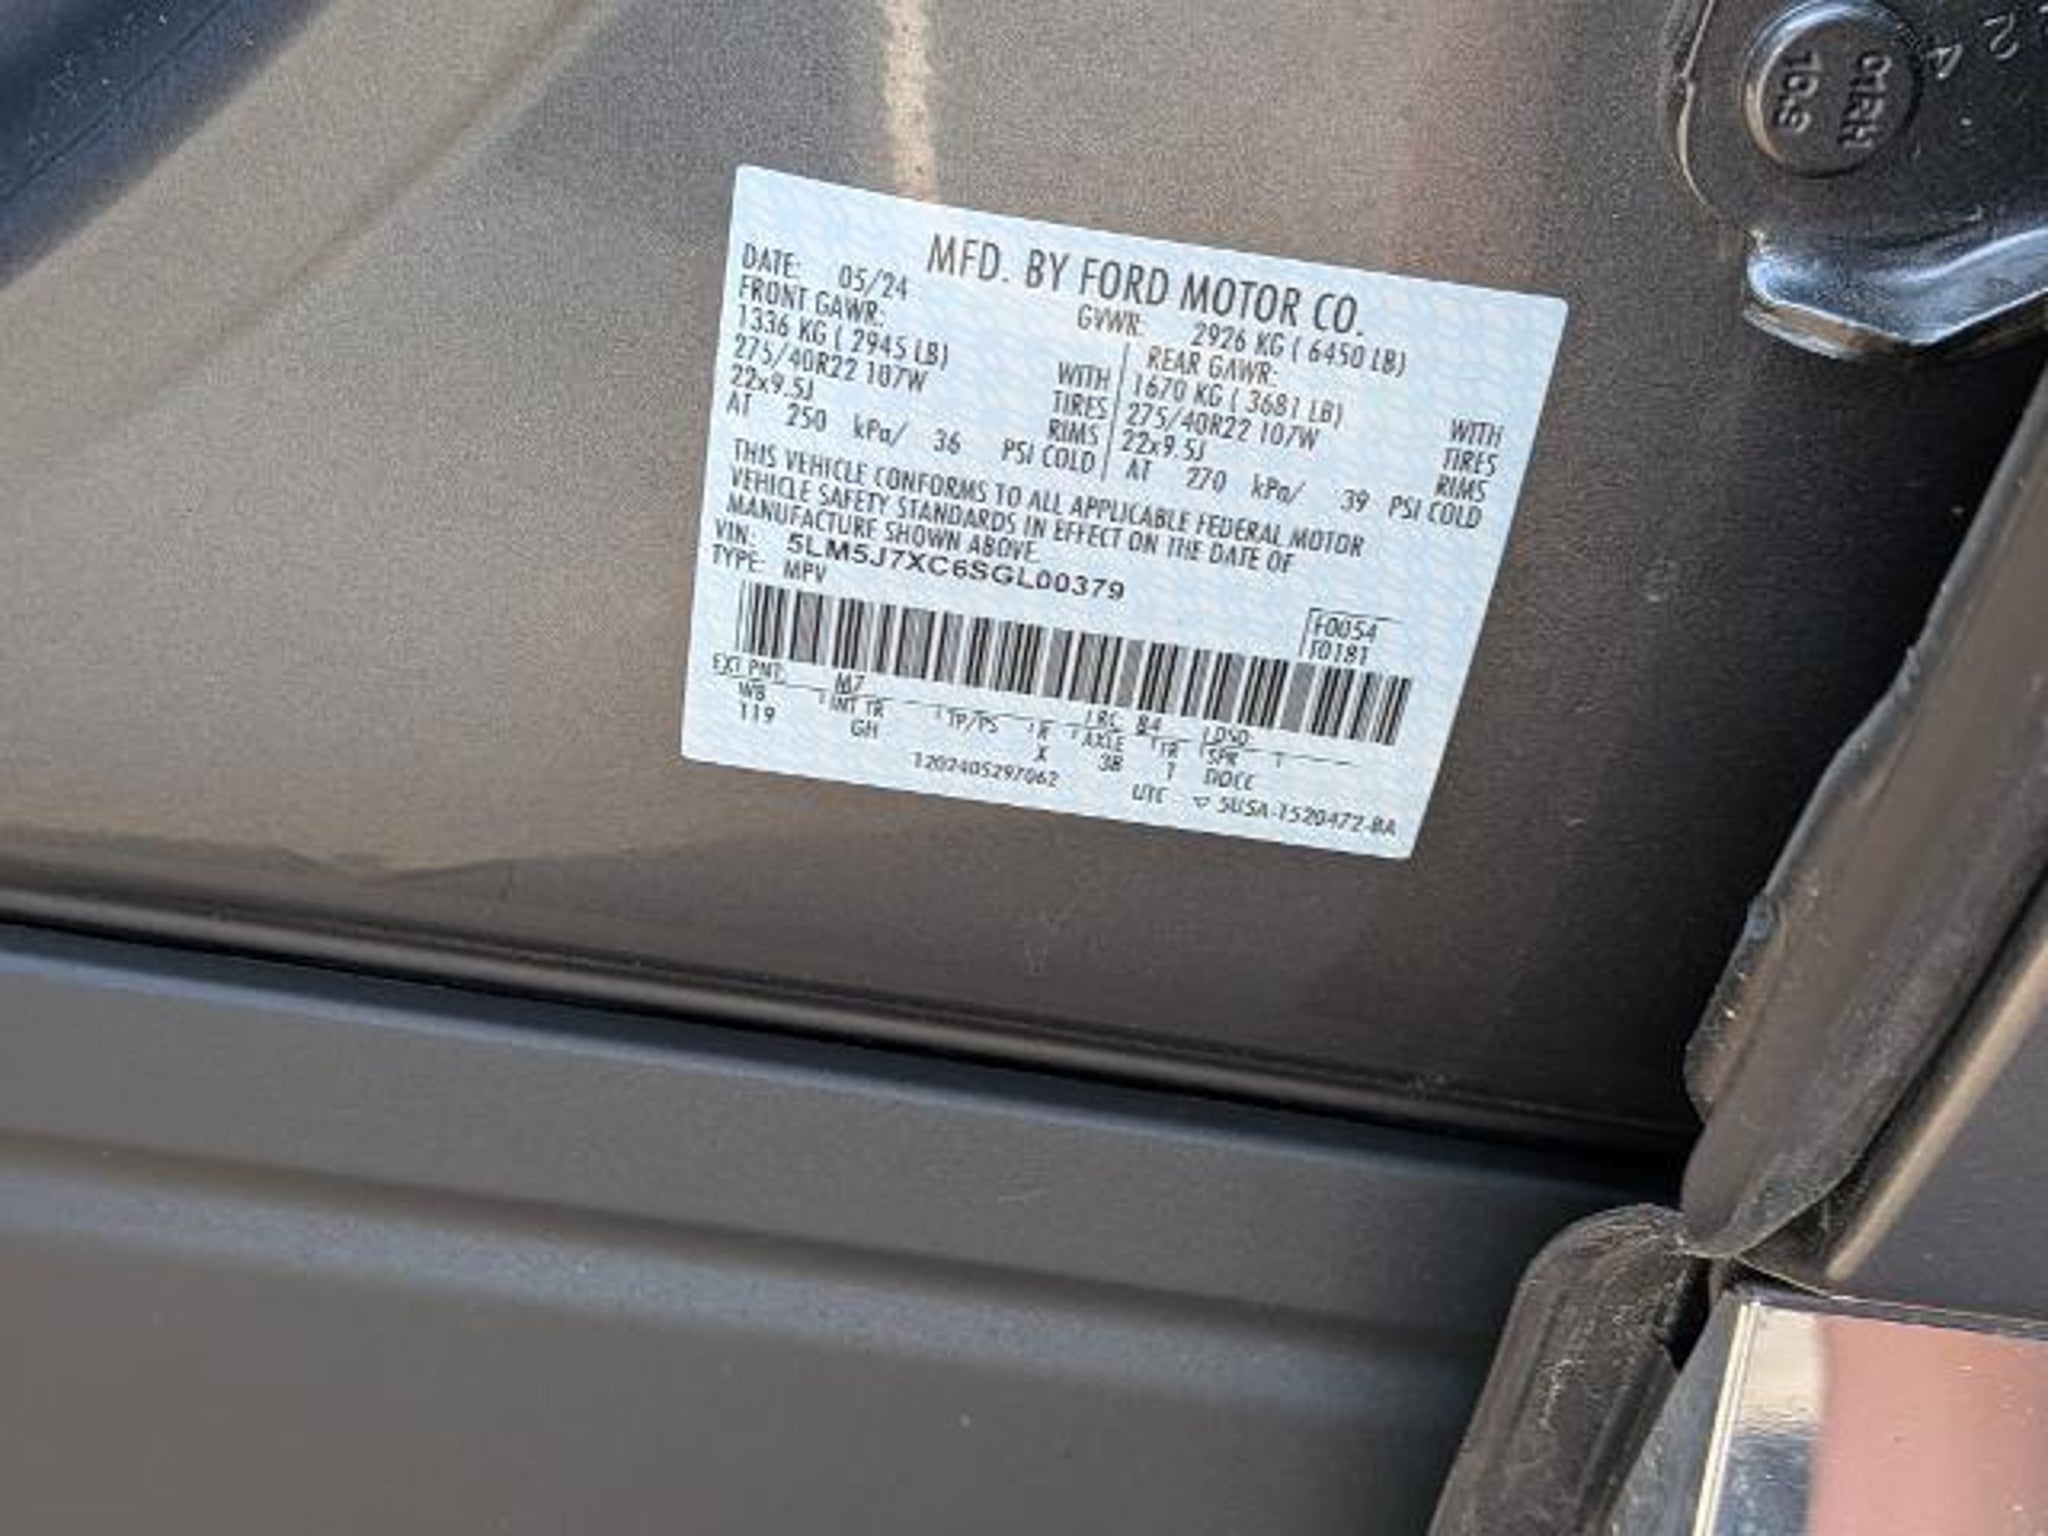 MFD. BY FORD MOTOR CO.
DATE: 05/24 GVWR: 2926 KG ( 6450 LB)
FRONT GAWR: REAR GAWR:
1336 KG ( 2945 LB) WITH 1670 KG ( 3681 LB) WITH
275/40R22 107W TIRES 275/40R22 107W TIRES
22x9.5J RIMS 22x9.5J RIMS
AT 250 kPa/ 36 PSI COLD AT 270 kPa/ 39 PSI COLD
THIS VEHICLE CONFORMS TO ALL APPLICABLE FEDERAL MOTOR
VEHICLE SAFETY STANDARDS IN EFFECT ON THE DATE OF
MANUFACTURE SHOWN ABOVE.
VIN: 5LM5J7XC6SGL00379
TYPE: MPV
F0054
T0181
EXT PNT: M7 RC: 84 DSO:
WB INT TR TP/PS R AXLE TR SPR
119 GH X 3B T DDCC
1202405297062
UTC ▽ 5USA-1520472-BA